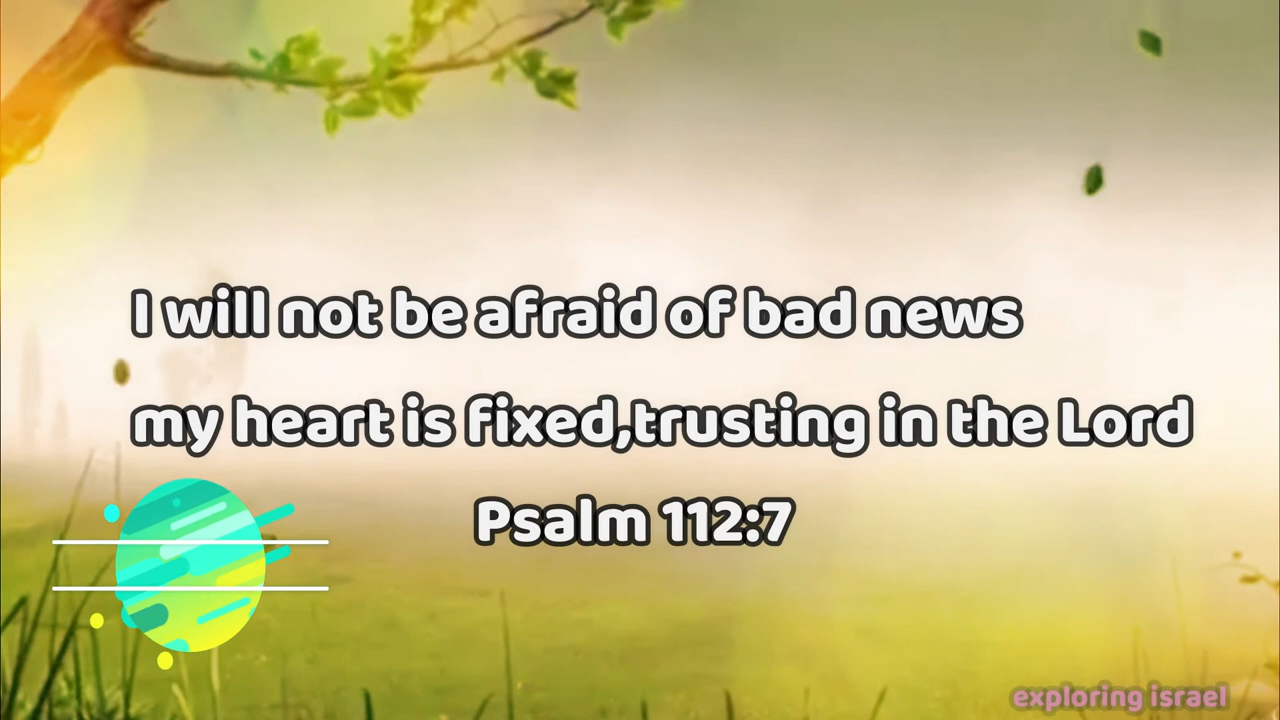 I will not be afraid of bad news
my heart is fixed,trusting in the Lord
Psalm 112:7
exploring israel